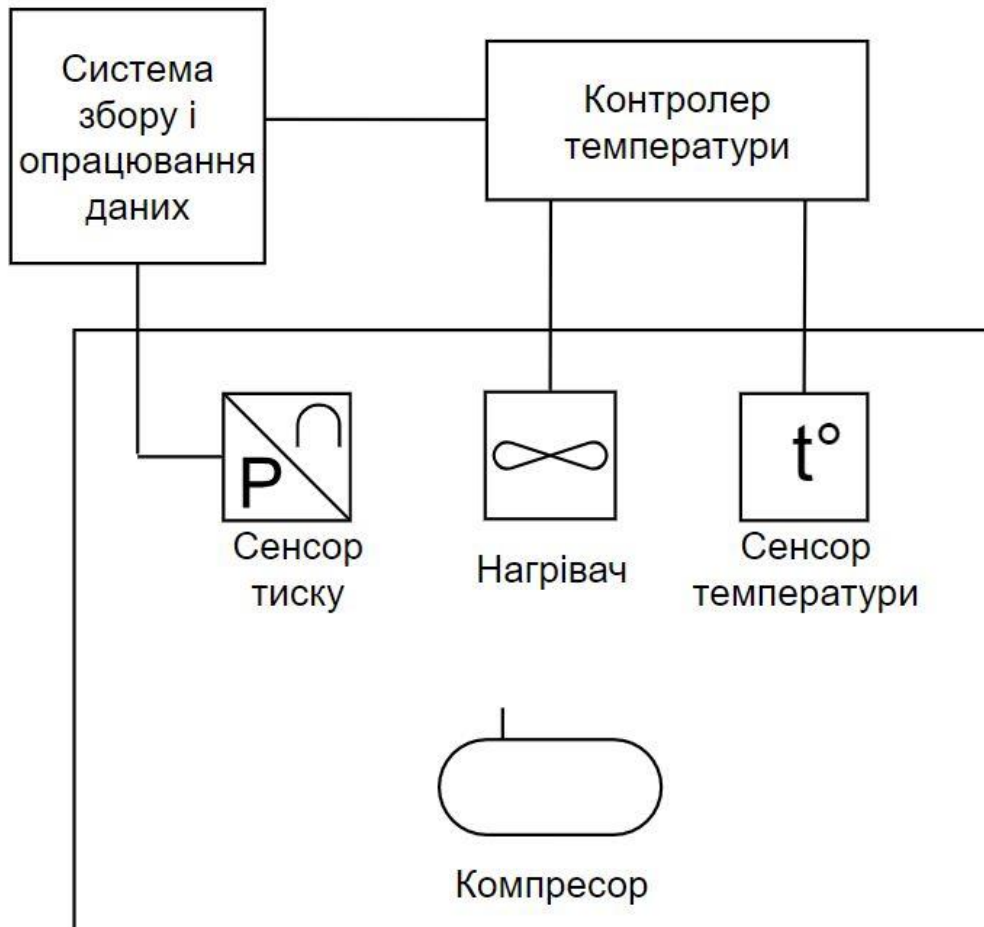 Система
збору і
опрацювання
даних
Контролер
температури
P
t°
Сенсор
тиску
Нагрівач
Сенсор
температури
Компресор